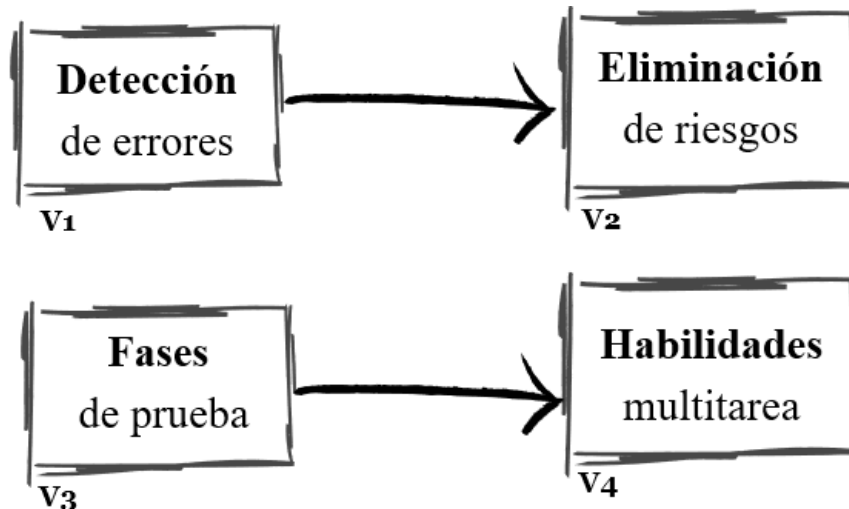 Detección
de errores
V1
Eliminación
de riesgos
V2
Fases
de prueba
V3
Habilidades
multitarea
V4